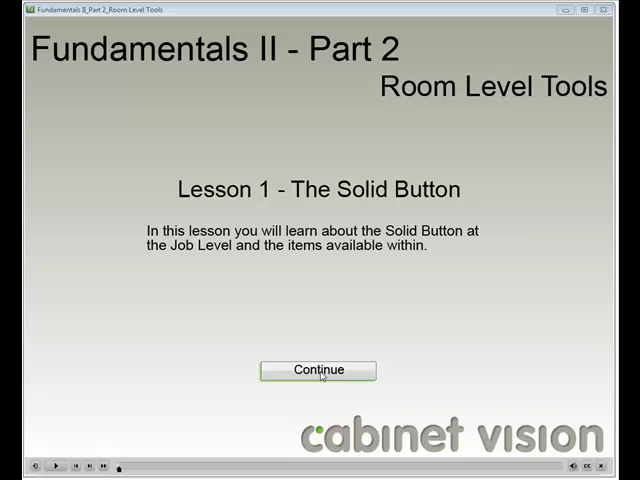 Fundamentals II_Part 2_Room Level Tools
Fundamentals II - Part 2
Room Level Tools
Lesson 1 - The Solid Button
In this lesson you will learn about the Solid Button at
the Job Level and the items available within.
Continue
cabinet vision
CC